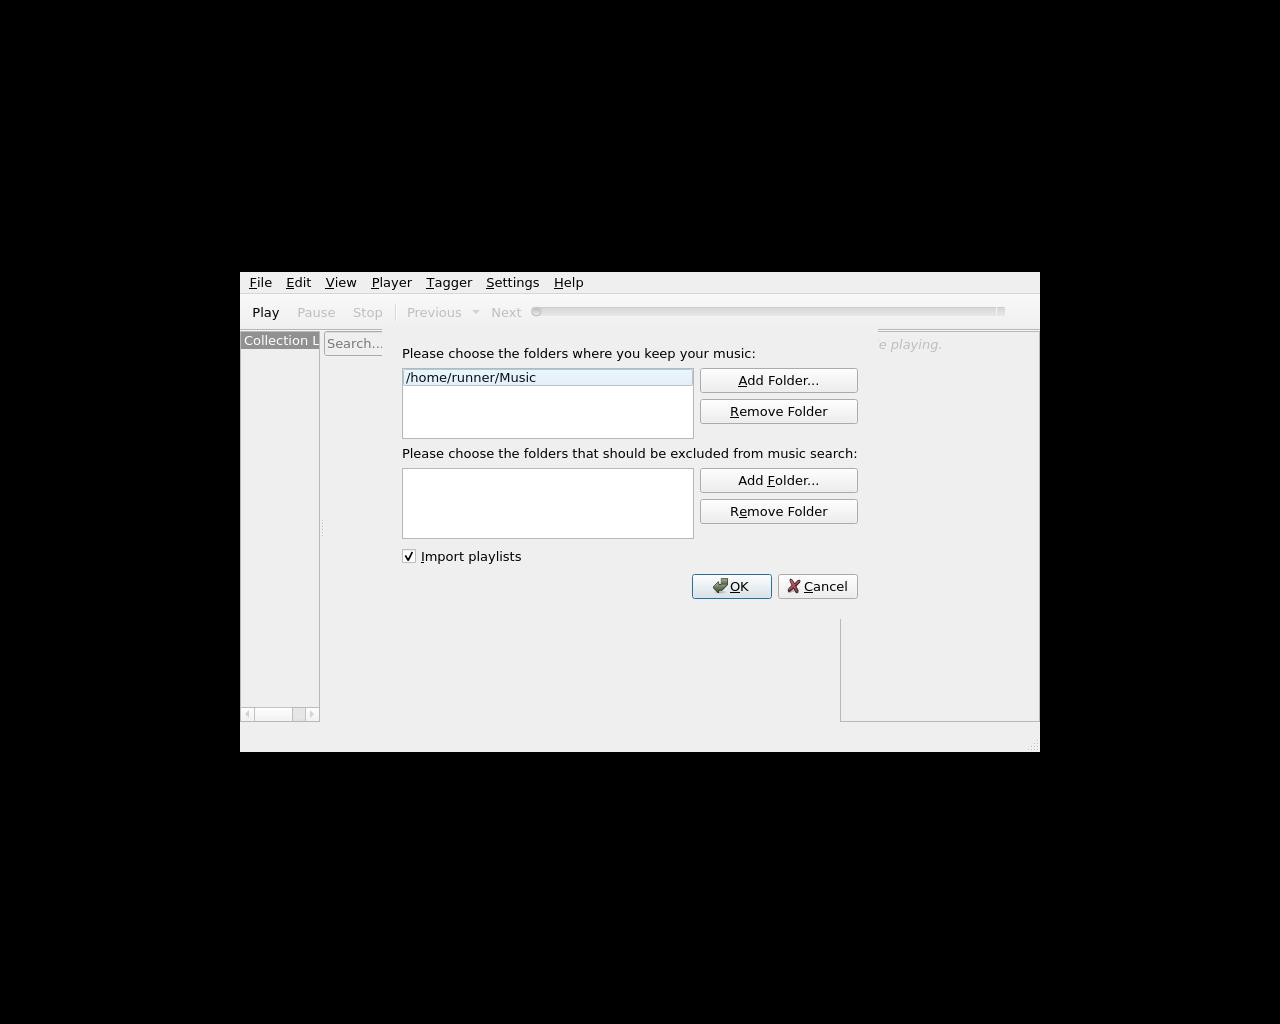 File Edit View Player Tagger Settings Help
Play Pause Stop Previous Next
Collection L
Search...
e playing.
Please choose the folders where you keep your music:
/home/runner/Music
Add Folder...
Remove Folder
Please choose the folders that should be excluded from music search:
Add Folder...
Remove Folder
Import playlists
OK Cancel